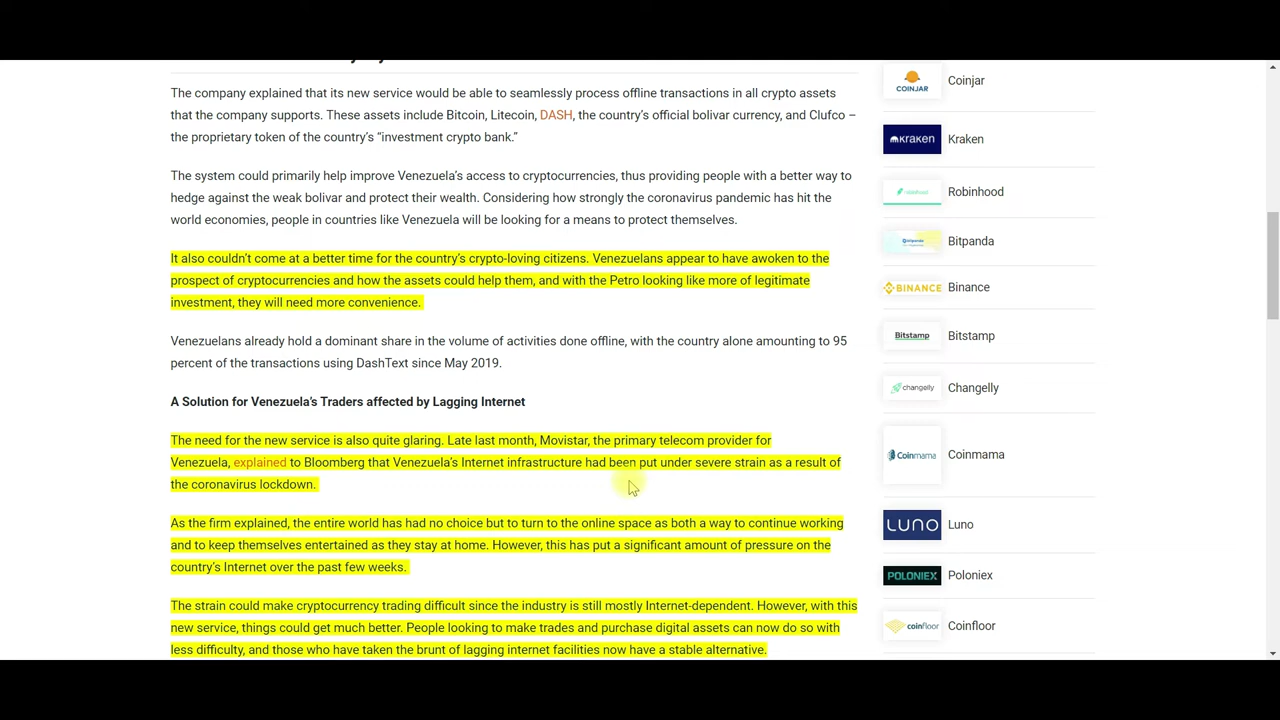 The company explained that its new service would be able to seamlessly process offline transactions in all crypto assets
that the company supports. These assets include Bitcoin, Litecoin, DASH, the country's official bolivar currency, and Clufco –
the proprietary token of the country's “investment crypto bank.”
The system could primarily help improve Venezuela's access to cryptocurrencies, thus providing people with a better way to
hedge against the weak bolivar and protect their wealth. Considering how strongly the coronavirus pandemic has hit the
world economies, people in countries like Venezuela will be looking for a means to protect themselves.
It also couldn't come at a better time for the country's crypto-loving citizens. Venezuelans appear to have awoken to the
prospect of cryptocurrencies and how the assets could help them, and with the Petro looking like more of legitimate
investment, they will need more convenience.
Venezuelans already hold a dominant share in the volume of activities done offline, with the country alone amounting to 95
percent of the transactions using DashText since May 2019.
A Solution for Venezuela's Traders affected by Lagging Internet
The need for the new service is also quite glaring. Late last month, Movistar, the primary telecom provider for
Venezuela, explained to Bloomberg that Venezuela's Internet infrastructure had been put under severe strain as a result of
the coronavirus lockdown.
As the firm explained, the entire world has had no choice but to turn to the online space as both a way to continue working
and to keep themselves entertained as they stay at home. However, this has put a significant amount of pressure on the
country's Internet over the past few weeks.
The strain could make cryptocurrency trading difficult since the industry is still mostly Internet-dependent. However, with this
new service, things could get much better. People looking to make trades and purchase digital assets can now do so with
less difficulty, and those who have taken the brunt of lagging internet facilities now have a stable alternative.
COINJAR Coinjar
kraken Kraken
robinhood Robinhood
bitpanda Bitpanda
BINANCE Binance
Bitstamp Bitstamp
changelly Changelly
Coinmama Coinmama
LUNO Luno
POLONIEX Poloniex
coinfloor Coinfloor